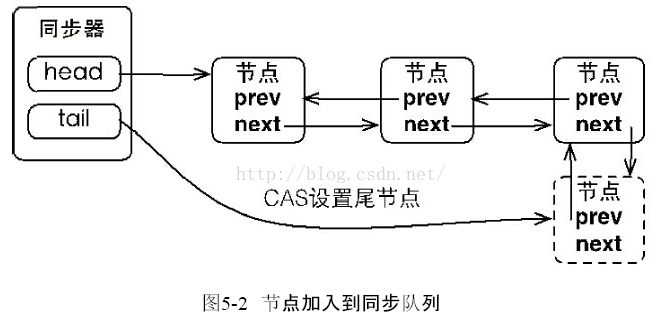 同步器
head
tail
节点
prev
next
节点
prev
next
节点
prev
next
http://blog.csdn.net/
CAS设置尾节点
节点
prev
next
图5-2 节点加入到同步队列